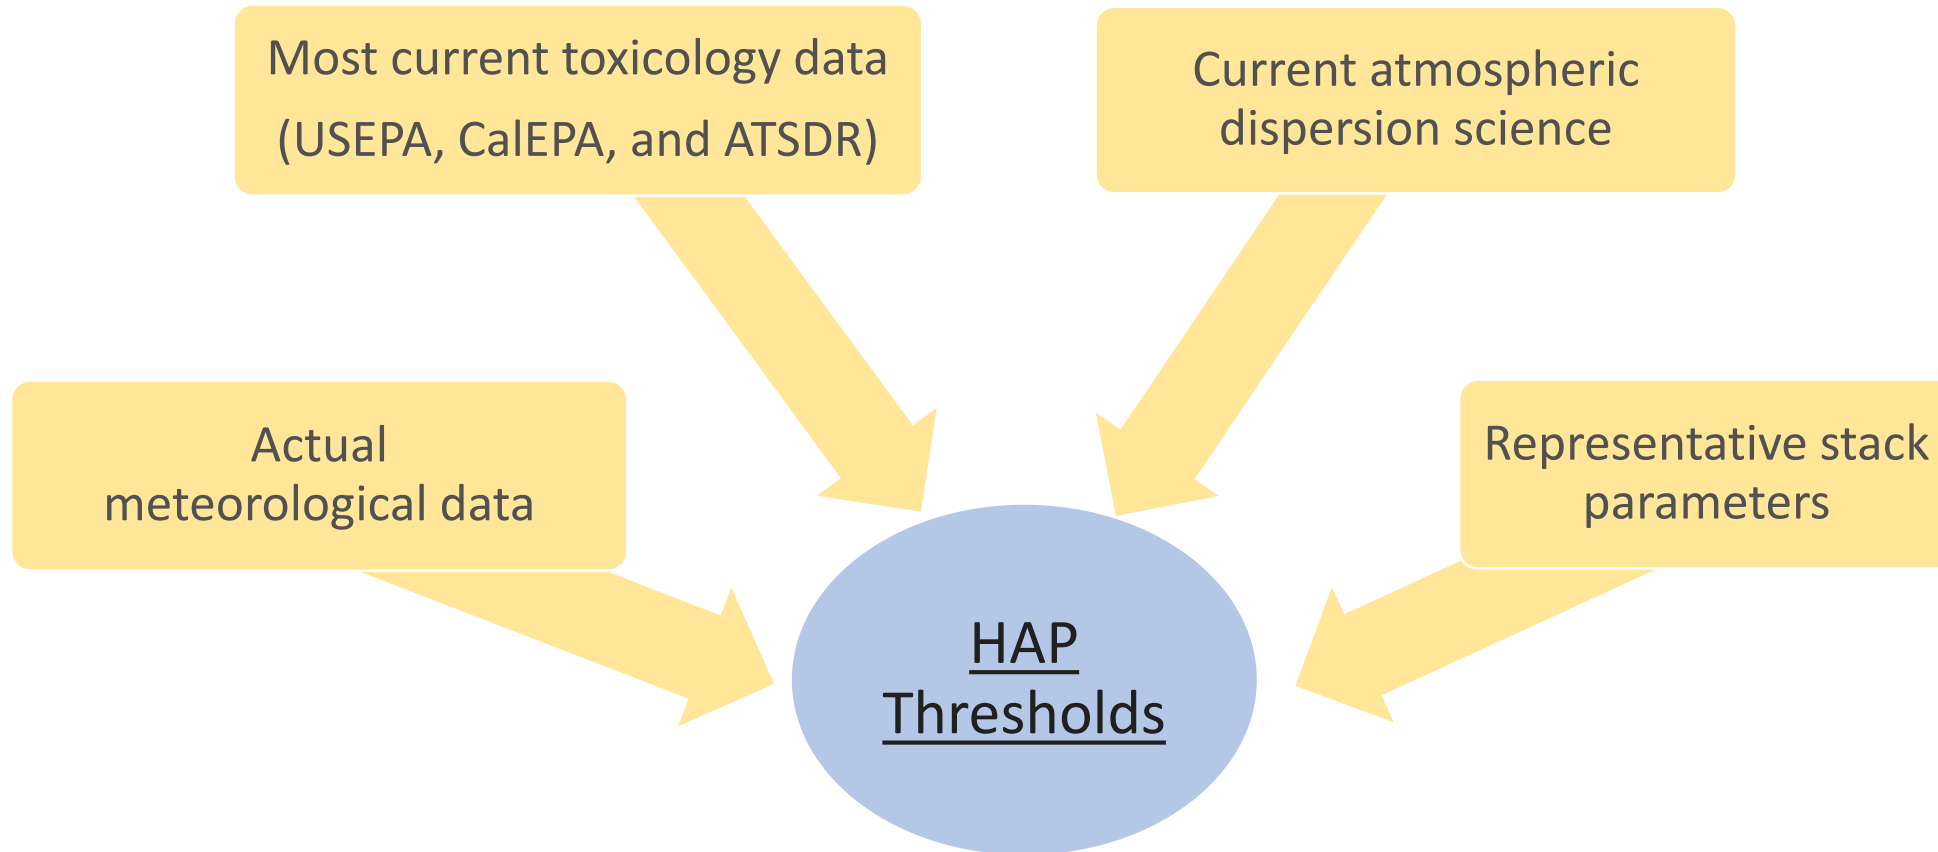 Most current toxicology data
(USEPA, CalEPA, and ATSDR)
Current atmospheric
dispersion science
Actual
meteorological data
Representative stack
parameters
HAP
Thresholds